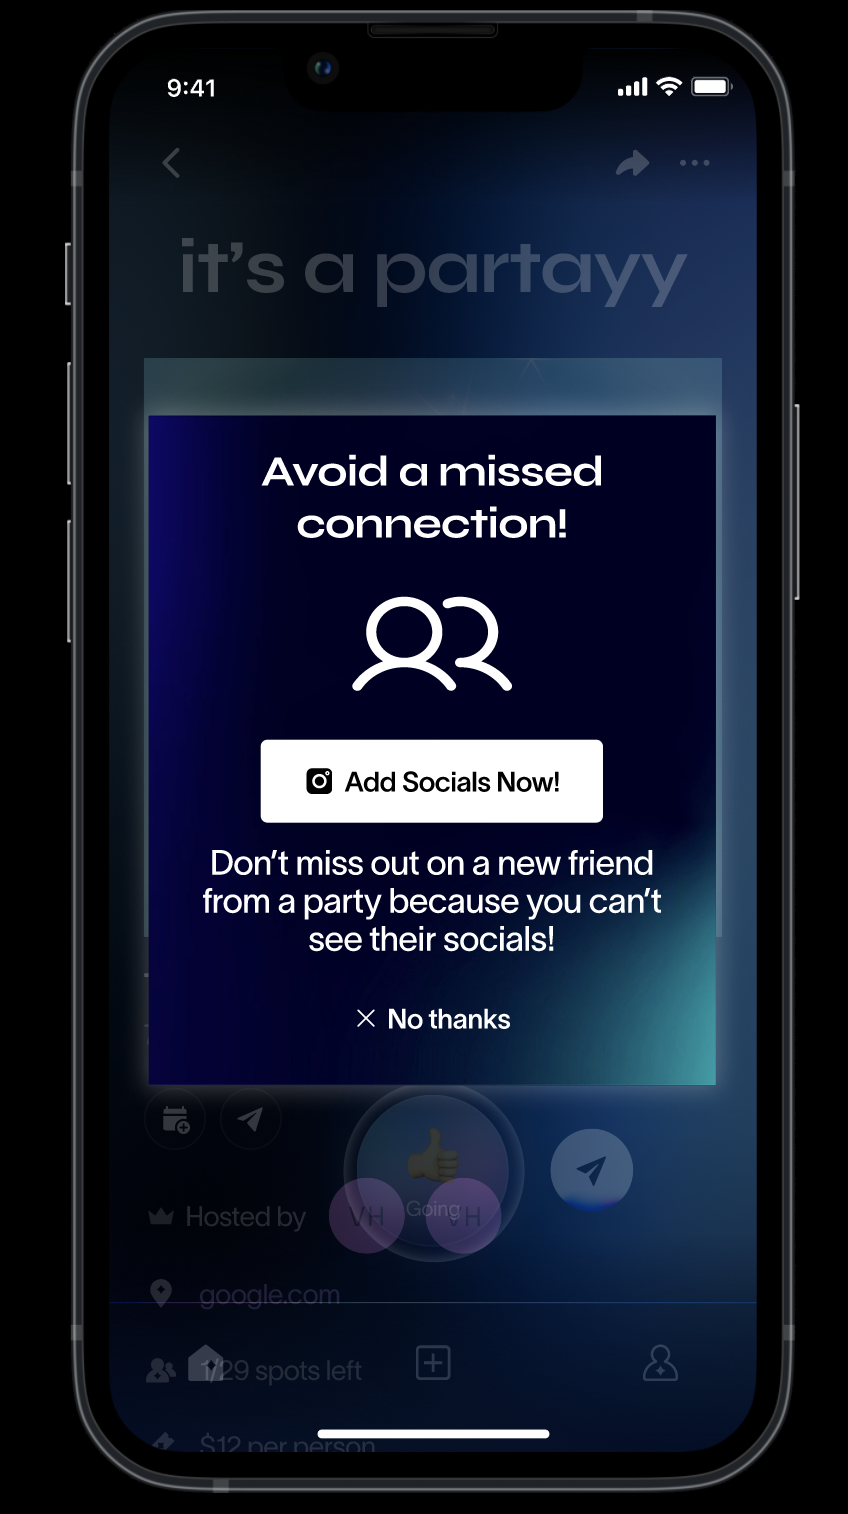 9:41
it's a partayy
Avoid a missed
connection!
Add Socials Now!
Don't miss out on a new friend
from a party because you can't
see their socials!
No thanks
Going
Hosted by VH VH
google.com
1/29 spots left
$12 per person